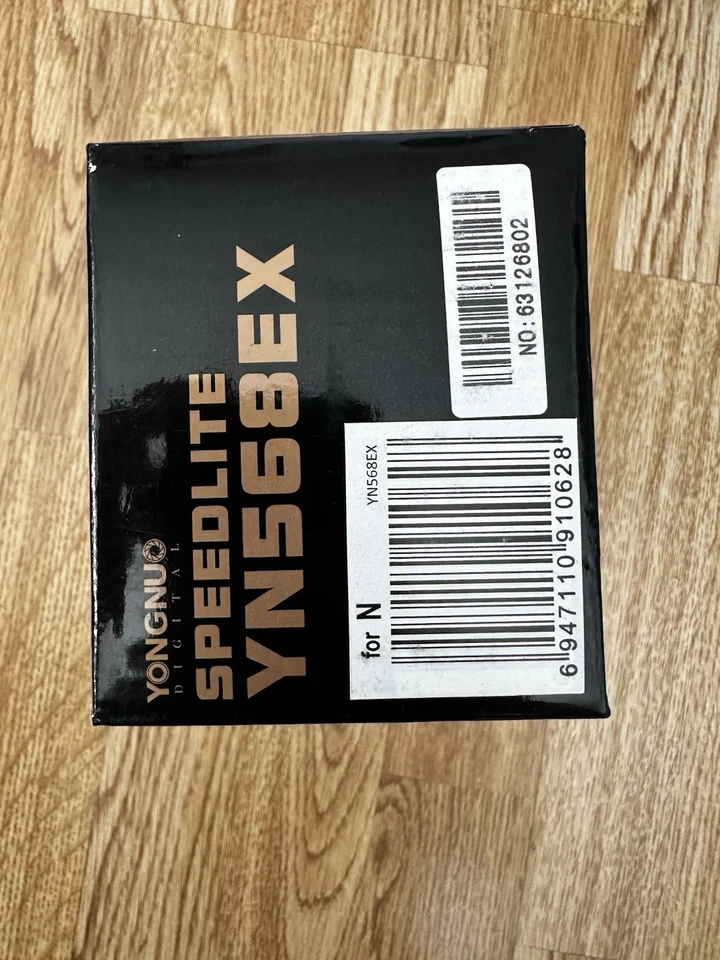 YONGNUO
DIGITAL
SPEEDLITE
YN568EX
for N
YN568EX
6 947110 910628
NO:63126802